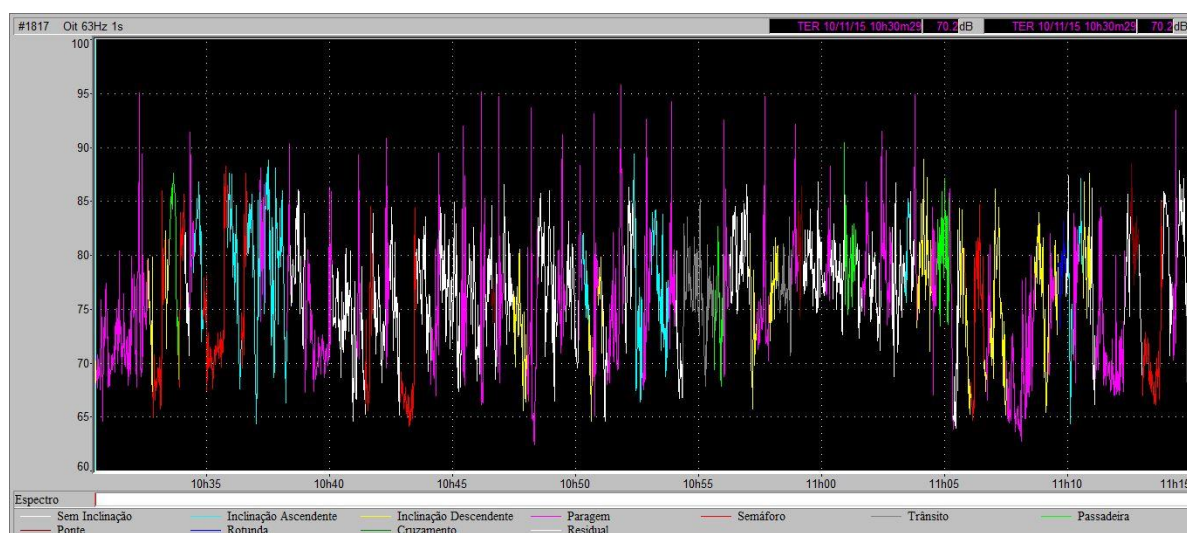 #1817 Oit 63Hz 1s TER 10/11/15 10h30m29 70.2 dB TER 10/11/15 10h30m29 70.2 dB
100
95
90
85
80
75
70
65
60
10h35 10h40 10h45 10h50 10h55 11h00 11h05 11h10 11h15
Espectro
Sem Inclinação Inclinação Ascendente Inclinação Descendente Paragem Semáforo Trânsito Passadeira
Ponte Rotunda Cruzamento Residual